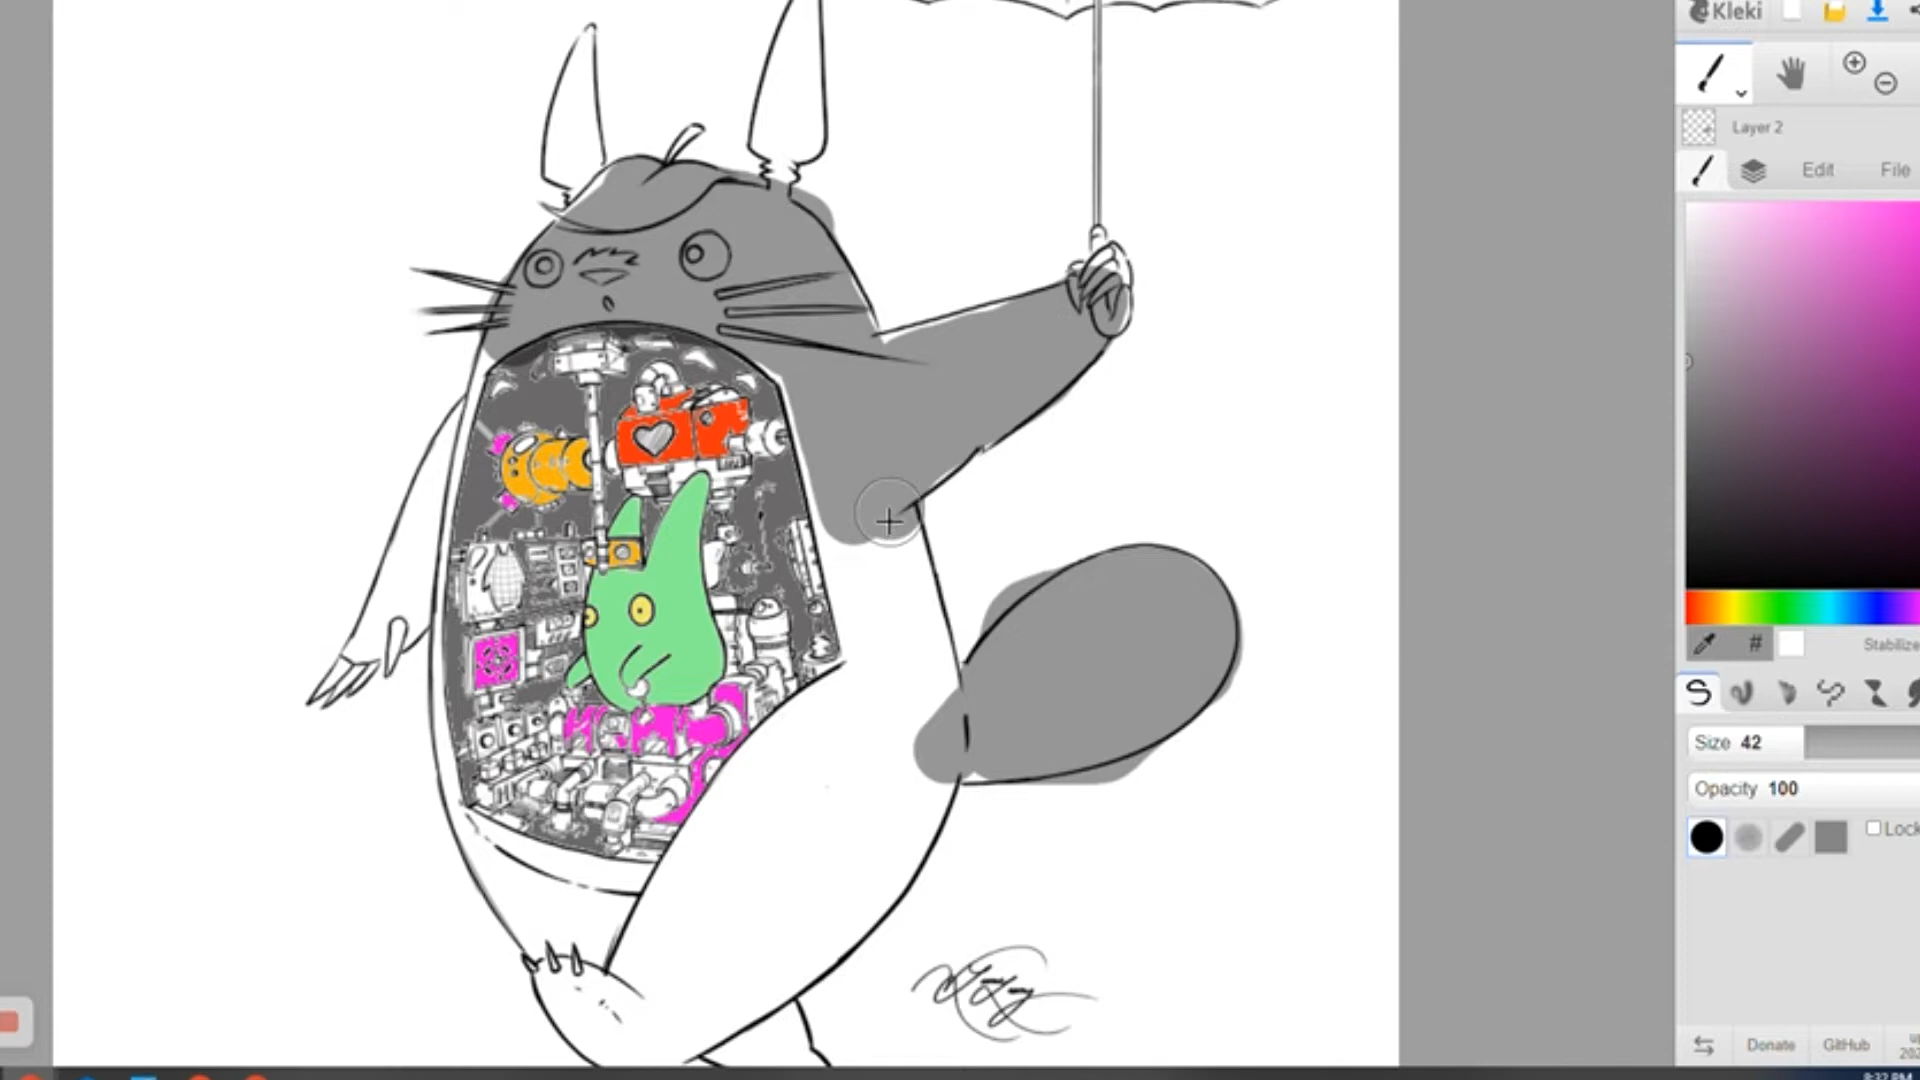 Kleki
Layer 2
Edit File
#
Stabilize
Size 42
Opacity 100
Lock
Donate GitHub